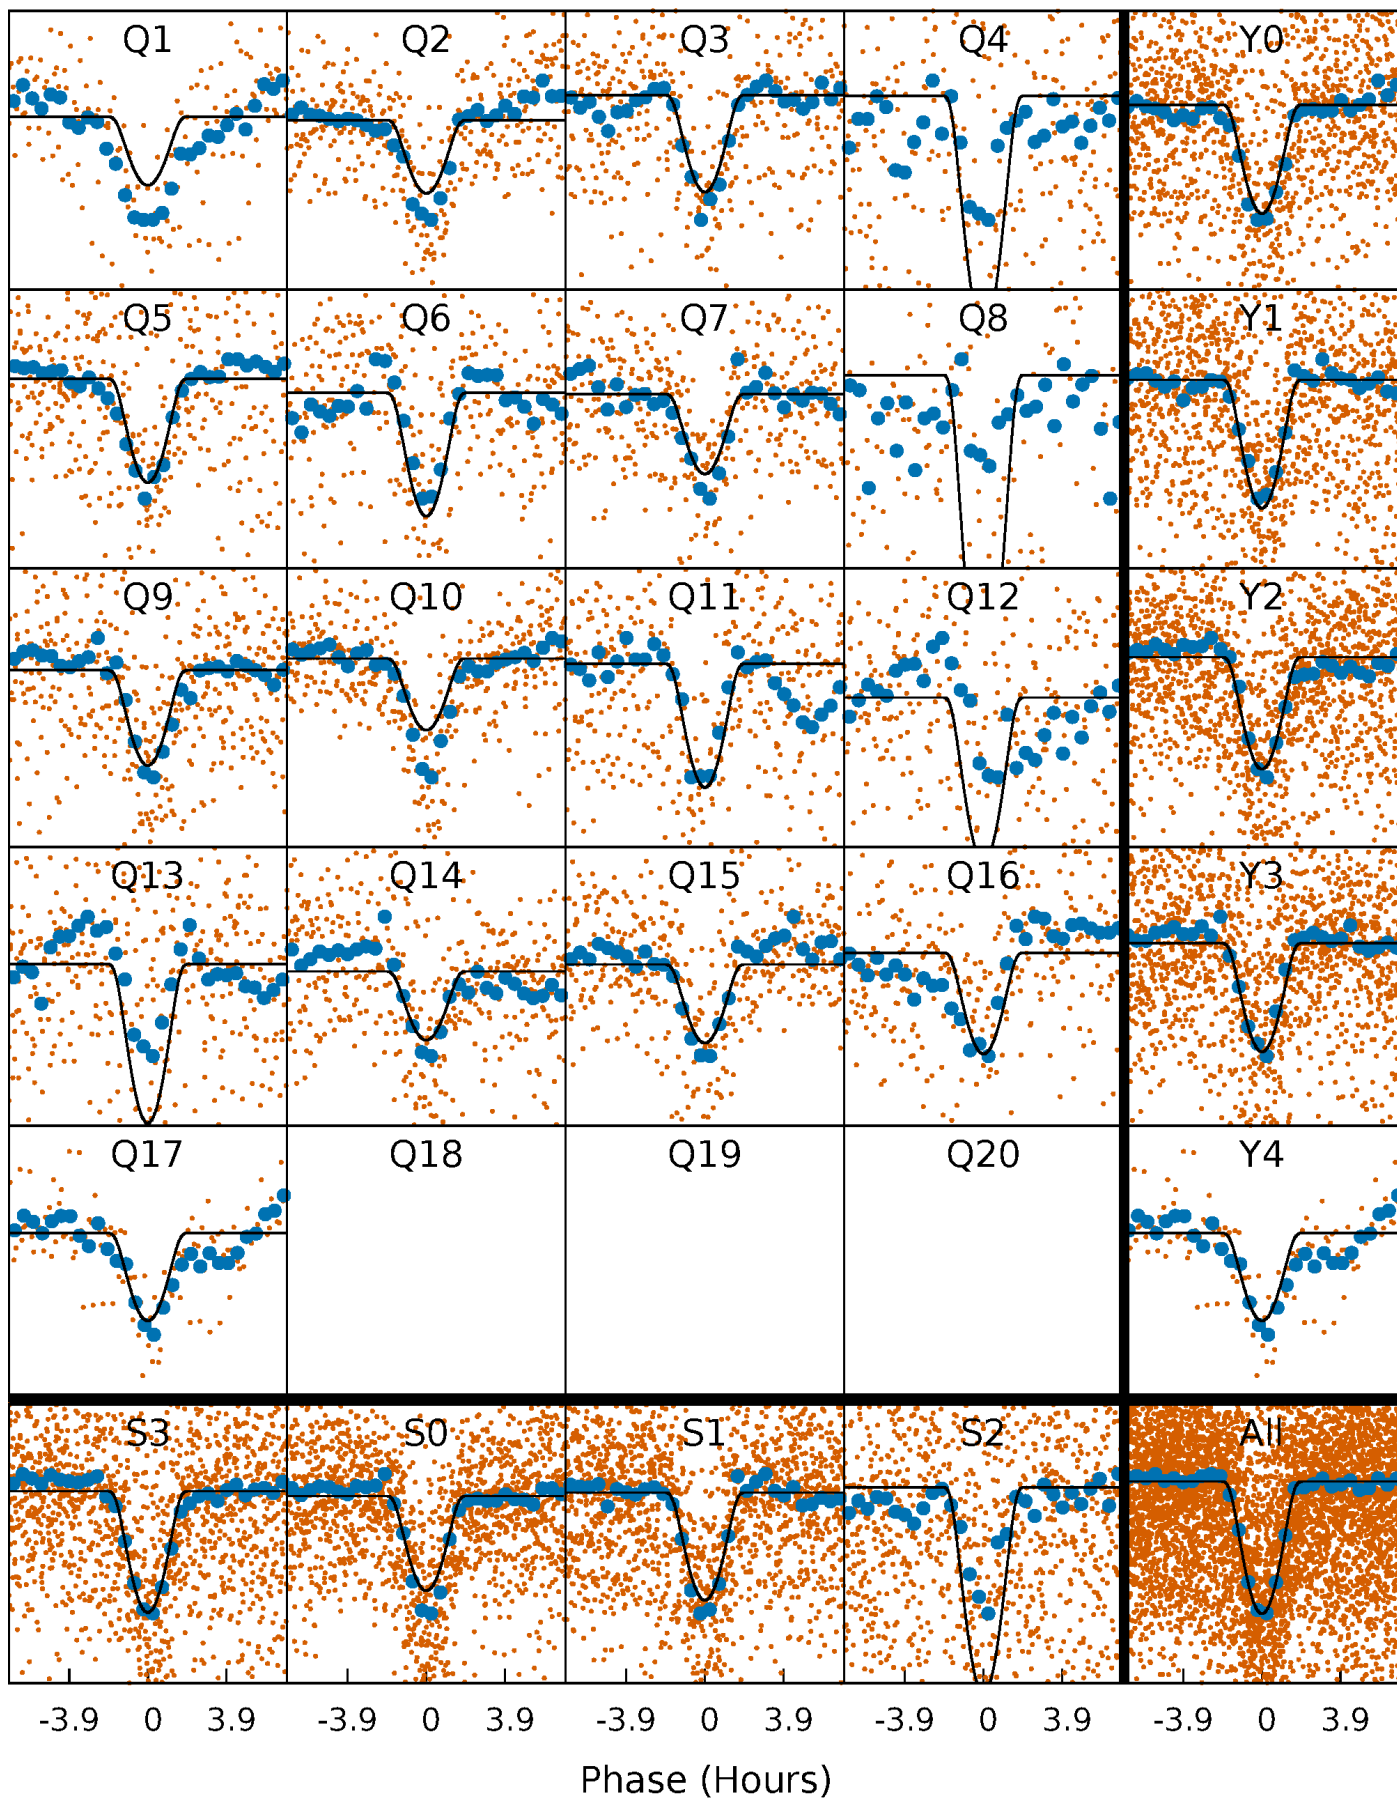 Q1 Q2 Q3 Q4 Y0
Q5 Q6 Q7 Q8 Y1
Q9 Q10 Q11 Q12 Y2
Q13 Q14 Q15 Q16 Y3
Q17 Q18 Q19 Q20 Y4
S3 S0 S1 S2 All
-3.9 0 3.9 -3.9 0 3.9 -3.9 0 3.9 -3.9 0 3.9 -3.9 0 3.9
Phase (Hours)